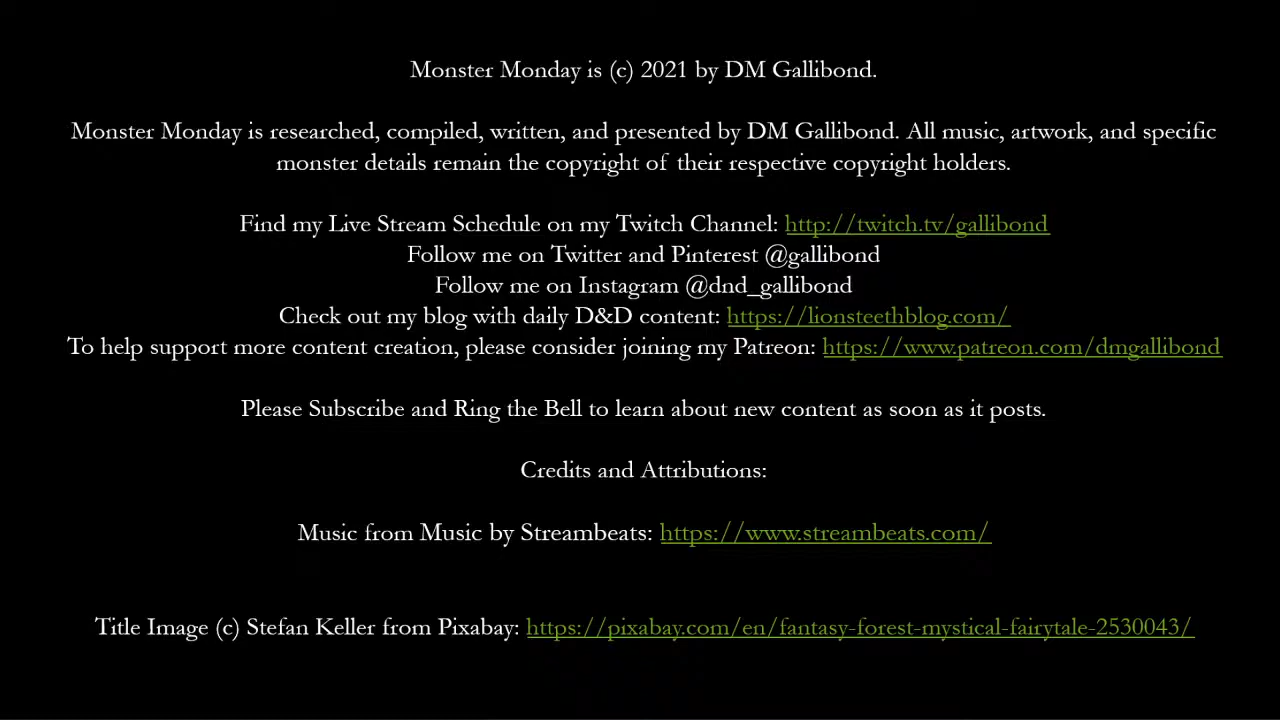 Monster Monday is (c) 2021 by DM Gallibond.
Monster Monday is researched, compiled, written, and presented by DM Gallibond. All music, artwork, and specific
monster details remain the copyright of their respective copyright holders.
Find my Live Stream Schedule on my Twitch Channel: http://twitch.tv/gallibond
Follow me on Twitter and Pinterest @gallibond
Follow me on Instagram @dnd_gallibond
Check out my blog with daily D&D content: https://lionsteethblog.com/
To help support more content creation, please consider joining my Patreon: https://www.patreon.com/dmgallibond
Please Subscribe and Ring the Bell to learn about new content as soon as it posts.
Credits and Attributions:
Music from Music by Streambeats: https://www.streambeats.com/
Title Image (c) Stefan Keller from Pixabay: https://pixabay.com/en/fantasy-forest-mystical-fairytale-2530043/